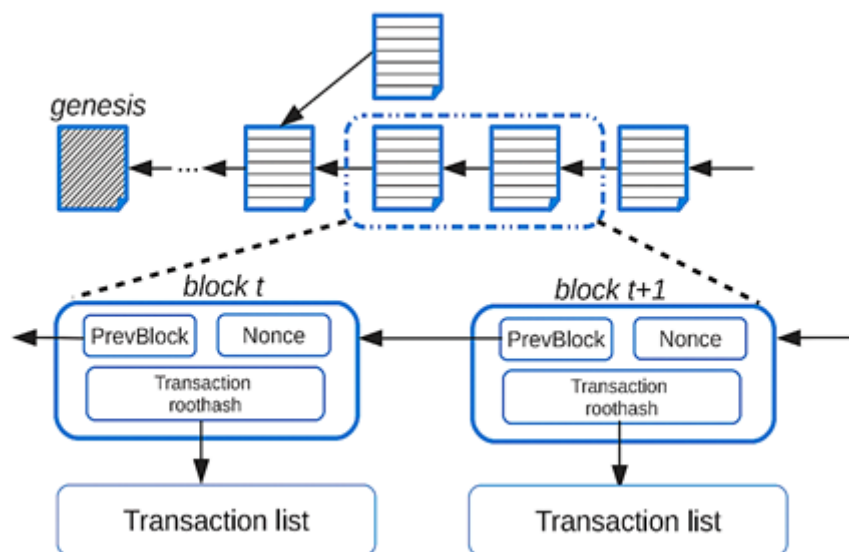 genesis
...
block t
block t+1
PrevBlock
Nonce
PrevBlock
Nonce
Transaction
roothash
Transaction
roothash
Transaction list
Transaction list